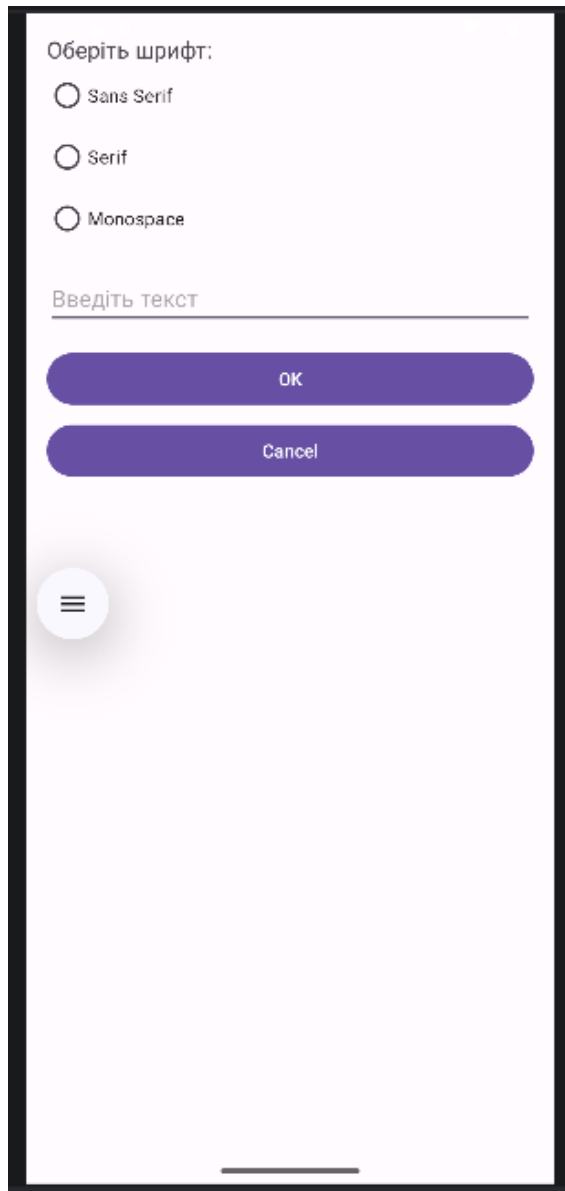 Оберіть шрифт:
Sans Serif
Serif
Monospace
Введіть текст
OK
Cancel